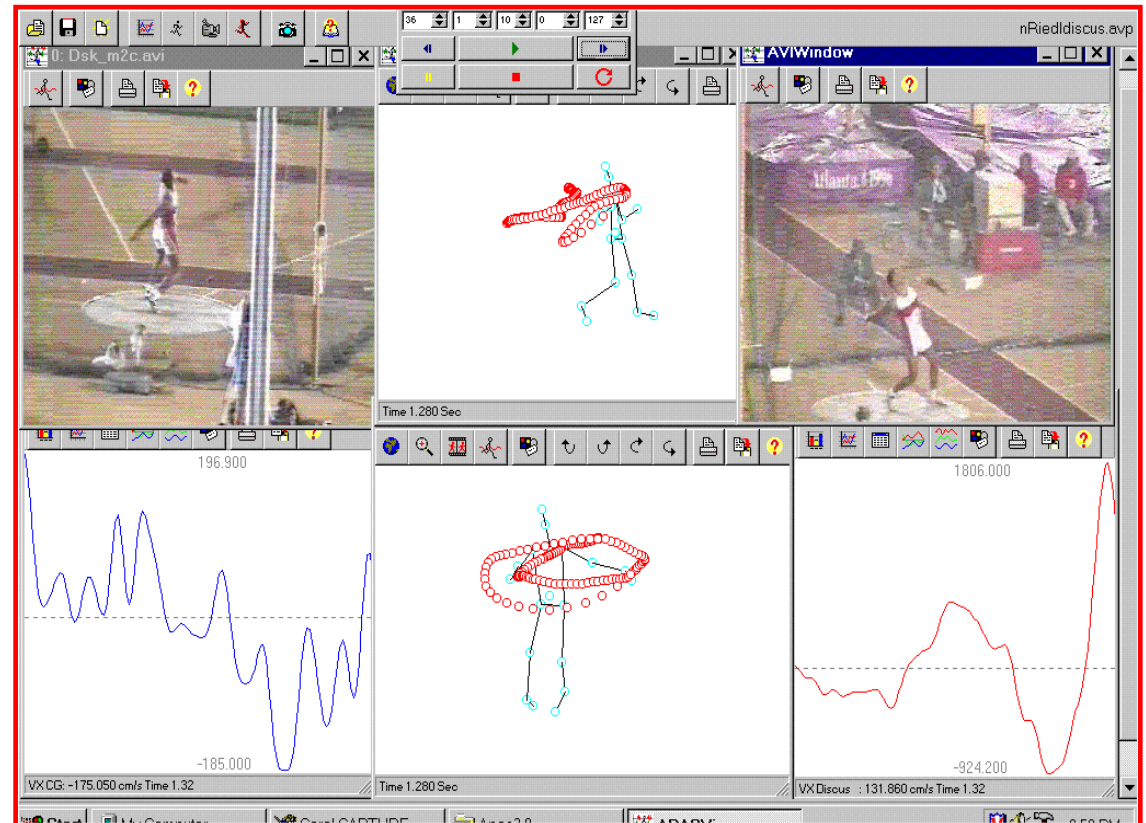 36 1 10 0 127
nRiedldiscus.avp
0: Dsk_m2c.avi
AVIWindow
Atlanta 1996
Time 1.280 Sec
196.900
-185.000
VX CG: -175.050 cm/s Time 1.32
Time 1.280 Sec
1806.000
-924.200
VX Discus : 131.860 cm/s Time 1.32
Start
My Computer
Corel CAPTURE